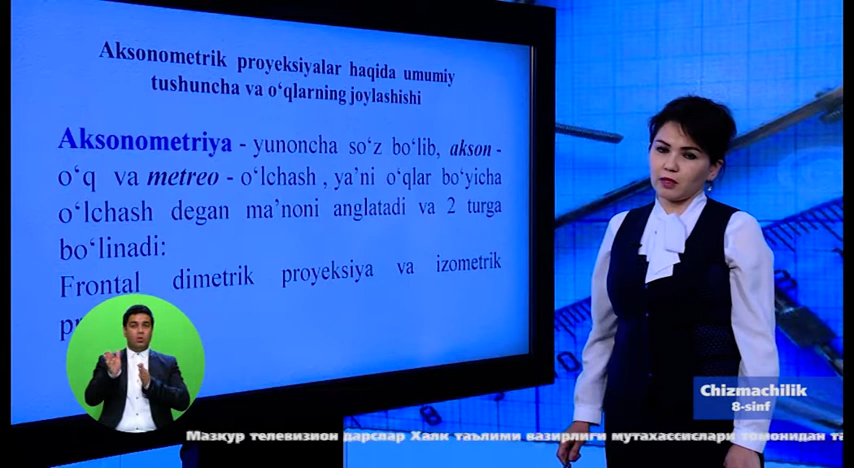 Aksonometrik proyeksiyalar haqida umumiy
tushuncha va o‘qlarning joylashishi
Aksonometriya - yunoncha so‘z bo‘lib, akson -
o‘q va metreo - o‘lchash , ya’ni o‘qlar bo‘yicha
o‘lchash degan ma’noni anglatadi va 2 turga
bo‘linadi:
Frontal dimetrik proyeksiya va izometrik
Chizmachilik
8-sinf
Мазкур телевизион дарслар Халк таълими вазирлиги мутахассислари томонидан